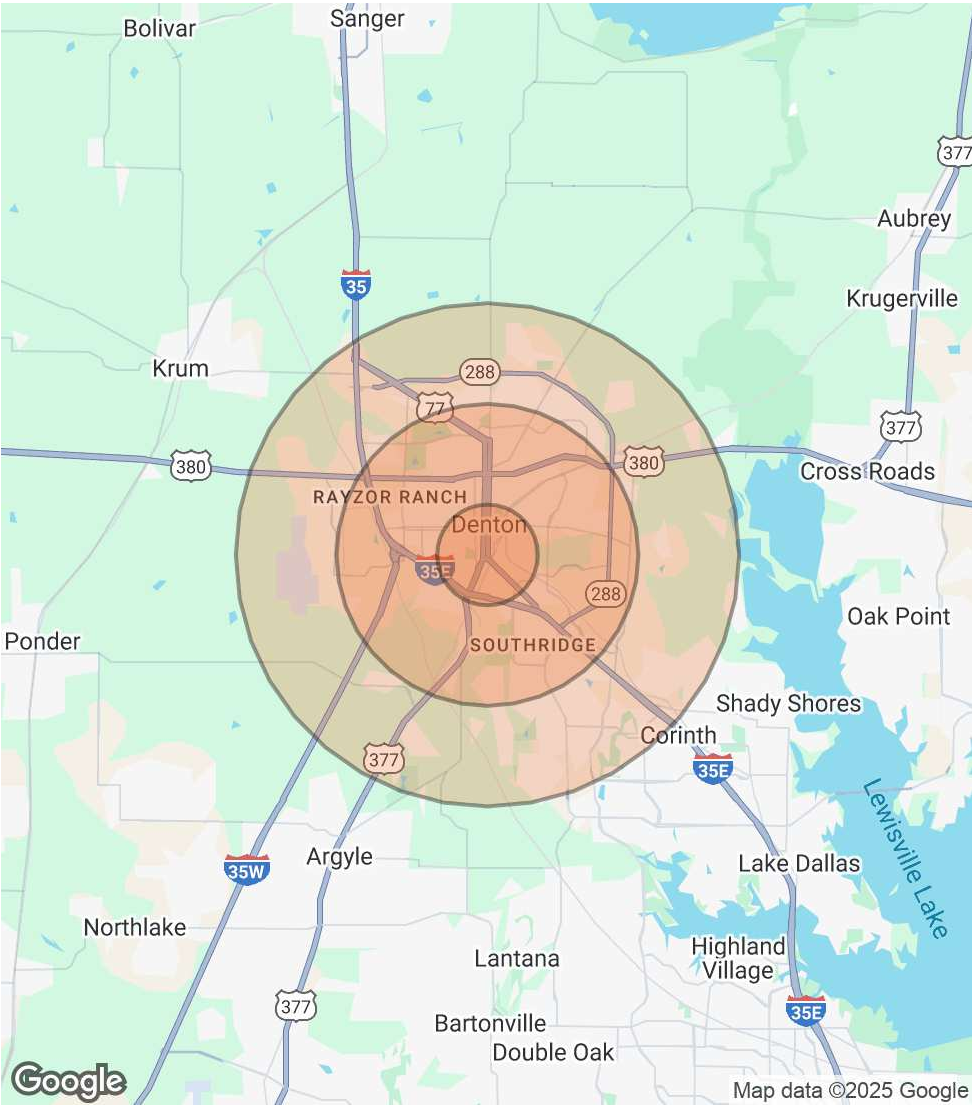 Bolivar
Sanger
377
Aubrey
35
Krugerville
Krum
288
77
377
380
380
Cross Roads
RAYZOR RANCH
Denton
35E
288
Oak Point
Ponder
SOUTHRIDGE
Shady Shores
Corinth
377
35E
Lewisville Lake
Argyle
35W
Lake Dallas
Northlake
Highland
Village
Lantana
377
35E
Bartonville
Double Oak
Google
Map data ©2025 Google